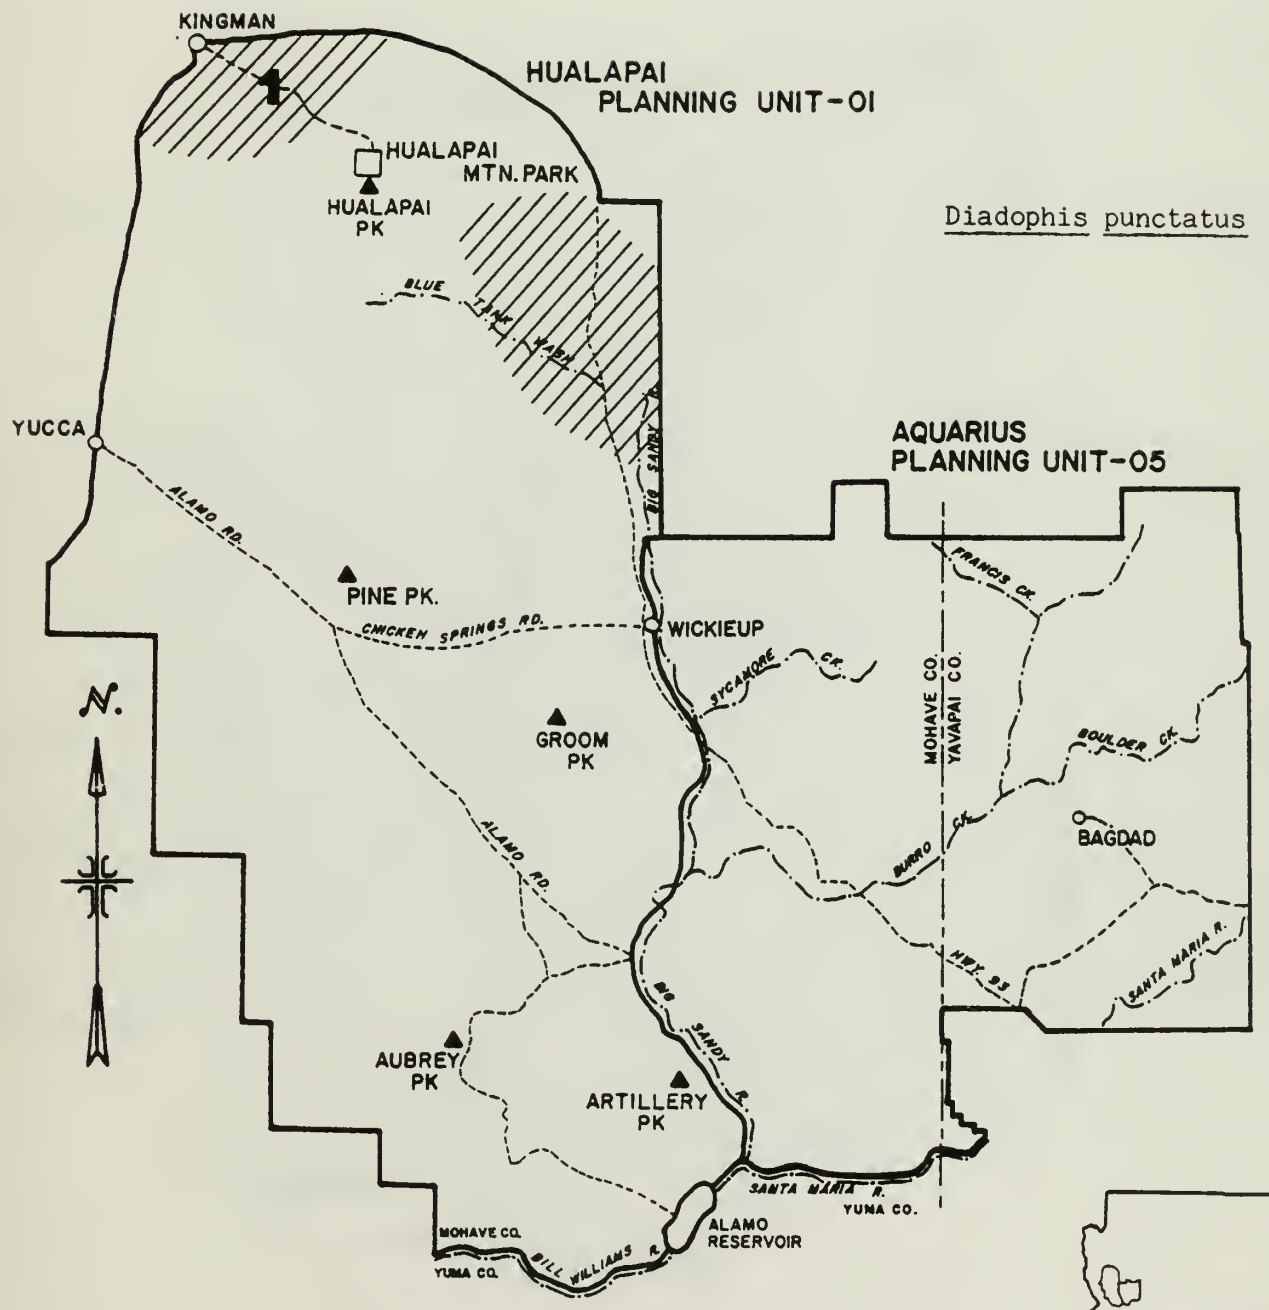 KINGMAN
HUALAPAI
PLANNING UNIT-01
HUALAPAI
MTN. PARK
HUALAPAI
PK
Diadophis punctatus
BLUE TANK WASH
BIG SANDY R.
YUCCA
AQUARIUS
PLANNING UNIT-05
ALAMO RD.
FRANCIS CK.
PINE PK.
CHICKEN SPRINGS RD.
WICKIEUP
SYCAMORE CK.
MOHAVE CO.
YAVAPAI CO.
N.
GROOM
PK
BOULDER CK.
BAGDAD
ALAMO RD.
BURRO CK.
HWY. 93
SANTA MARIA R.
BIG SANDY R.
AUBREY
PK
ARTILLERY
PK
SANTA MARIA R.
YUMA CO.
ALAMO
RESERVOIR
MOHAVE CO.
YUMA CO.
BILL WILLIAMS R.